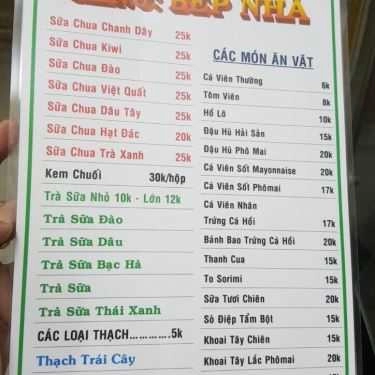 BẾP NHÀ
Sữa Chua Chanh Dây 25k
Sữa Chua Kiwi 25k
Sữa Chua Đào 25k
Sữa Chua Việt Quất 25k
Sữa Chua Dâu Tây 25k
Sữa Chua Hạt Đác 20k
Sữa Chua Trà Xanh 25k
Kem Chuối 30k/hộp
Trà Sữa Nhỏ 10k - Lớn 12k
Trà Sữa Đào
Trà Sữa Dâu
Trà Sữa Bạc Hà
Trà Sữa
Trà Sữa Thái Xanh
CÁC LOẠI THẠCH.............5k
Thạch Trái Cây
CÁC MÓN ĂN VẶT
Cá Viên Thường 6k
Tôm Viên 8k
Hồ Lô 10k
Đậu Hũ Hải Sản 15k
Đậu Hũ Phô Mai 20k
Cá Viên Sốt Mayonnaise 20k
Cá Viên Sốt Phômai 17k
Cá Viên Nhân
Trứng Cá Hồi 17k
Bánh Bao Trứng Cá Hồi 20k
Thanh Cua 15k
To Sorimi 15k
Sữa Tươi Chiên 20k
Sò Điệp Tẩm Bột 15k
Khoai Tây Chiên 15k
Khoai Tây Lắc Phômai 20k